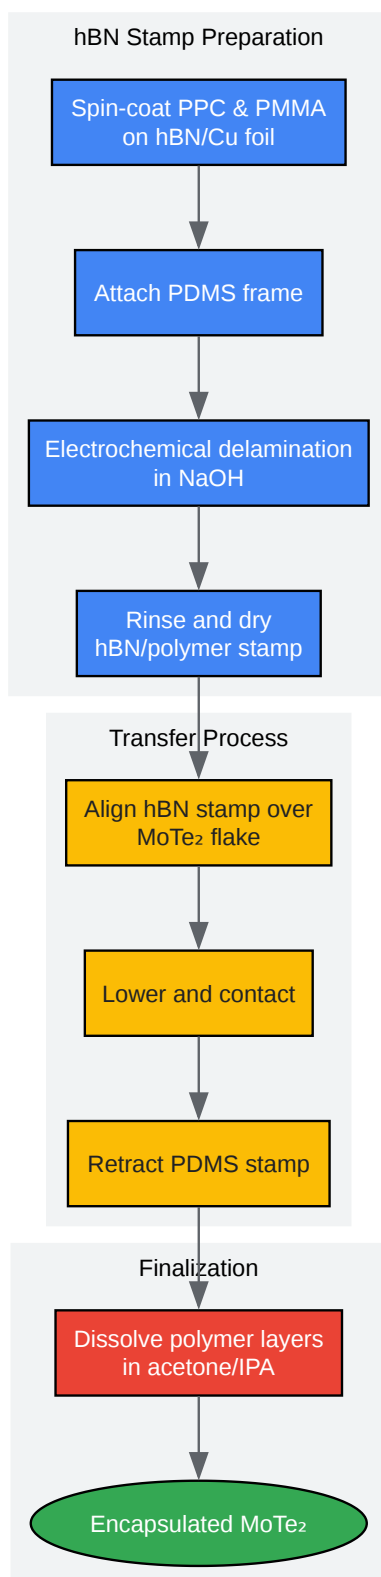 hBN Stamp Preparation
Spin-coat PPC & PMMA
on hBN/Cu foil
Attach PDMS frame
Electrochemical delamination
in NaOH
Rinse and dry
hBN/polymer stamp
Transfer Process
Align hBN stamp over
MoTe₂ flake
Lower and contact
Retract PDMS stamp
Finalization
Dissolve polymer layers
in acetone/IPA
Encapsulated MoTe₂